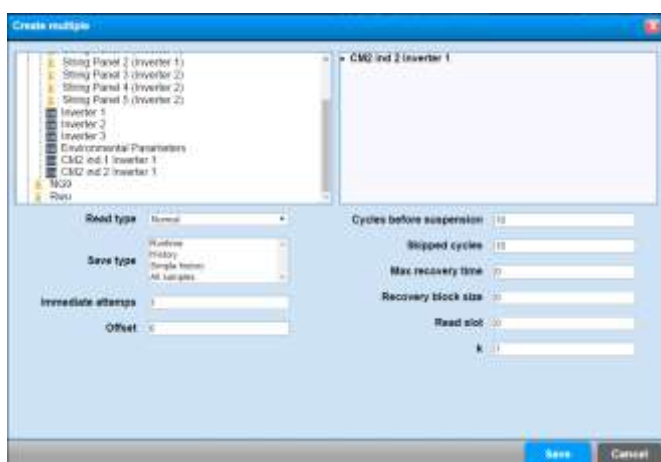 Create multiple
String Panel 2 (Inverter 1)
String Panel 3 (Inverter 2)
String Panel 4 (Inverter 2)
String Panel 5 (Inverter 2)
Inverter 1
Inverter 2
Inverter 3
Environmental Parameters
CM2 ind 1 Inverter 1
CM2 ind 2 Inverter 1
CM2 ind 2 Inverter 1
Read type
Normal
Save type
Runtime
History
Simple history
All samples
Immediate attemps
Offset
Cycles before suspension
10
Skipped cycles
10
Max recovery time
Recovery block size
Read slot
k
Save
Cancel